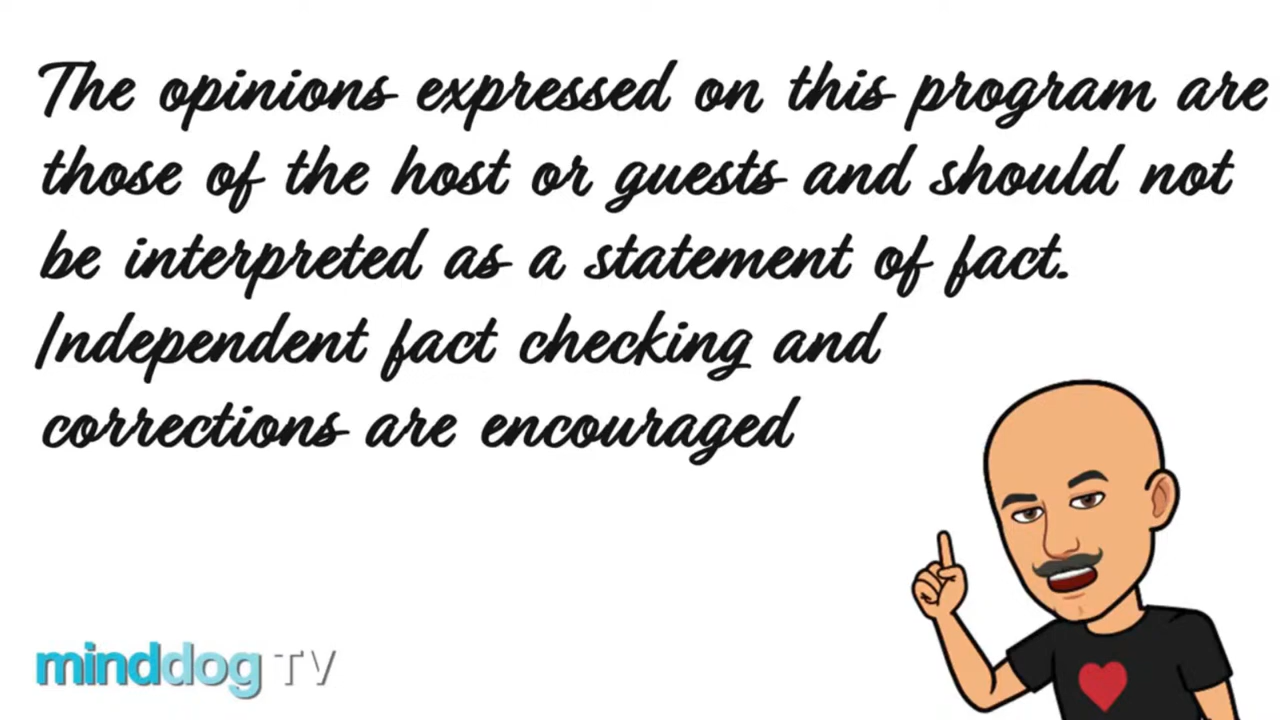 The opinions expressed on this program are
those of the host or guests and should not
be interpreted as a statement of fact.
Independent fact checking and
corrections are encouraged
minddog TV